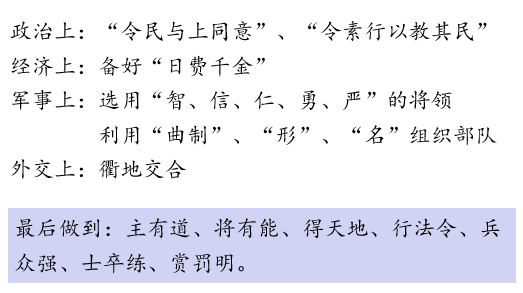 政治上：“令民与上同意”、“令素行以教其民”
经济上：备好“日费千金”
军事上：选用“智、信、仁、勇、严”的将领
利用“曲制”、“形”、“名”组织部队
外交上：衢地交合
最后做到：主有道、将有能、得天地、行法令、兵
众强、士卒练、赏罚明。